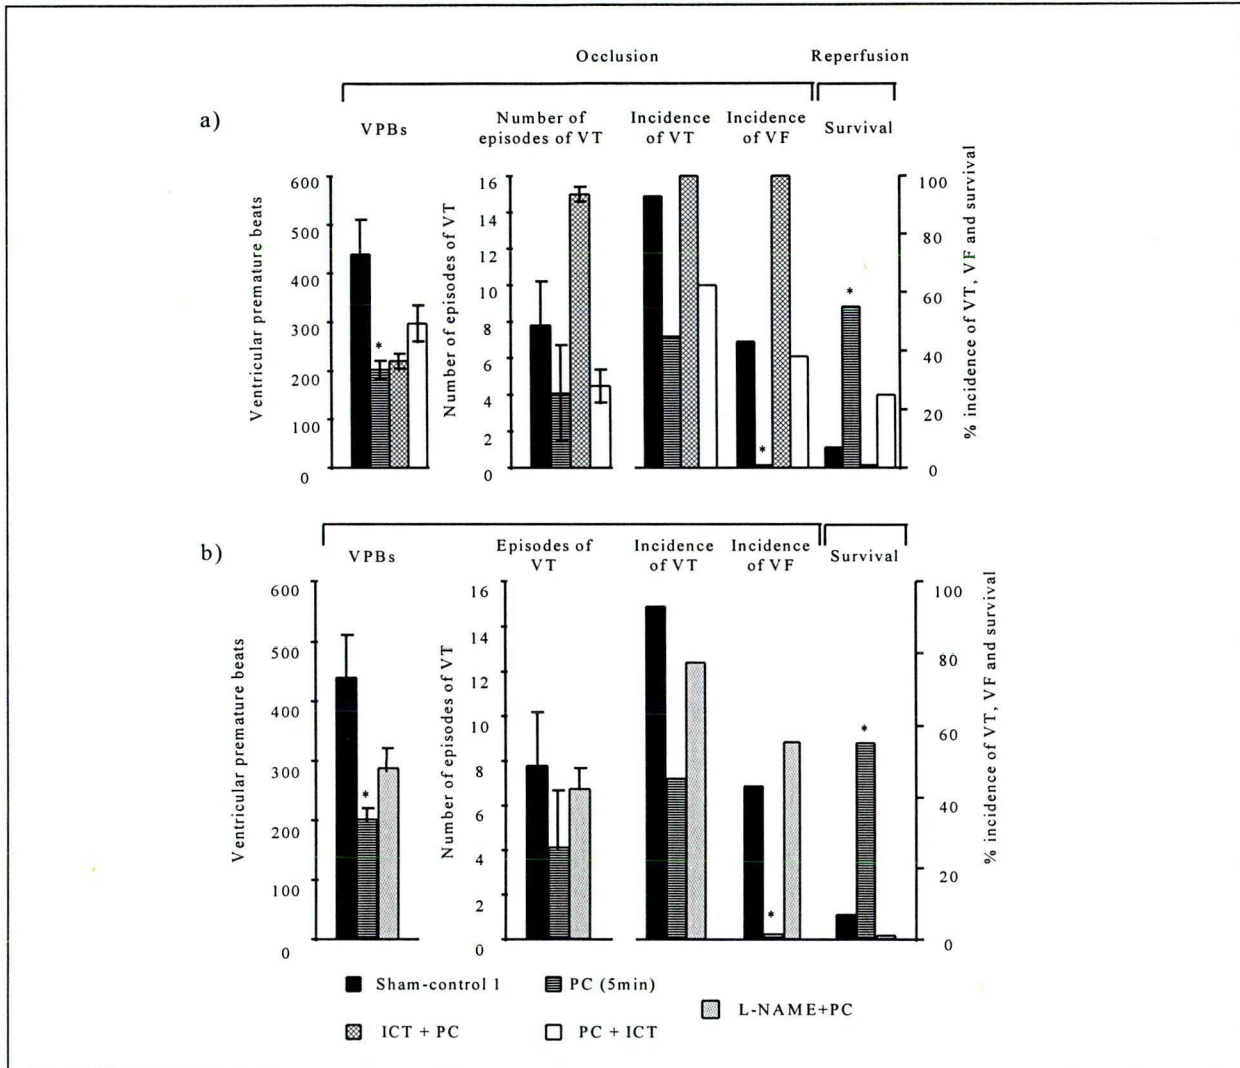 Occlusion
Reperfusion
a)
VPBs
Number of
episodes of VT
Incidence
of VT
Incidence
of VF
Survival
Ventricular premature beats
600
500
400
300
200
100
0
*
Number of episodes of VT
16
14
12
10
8
6
4
2
0
*
*
100
80
60
40
20
0
% incidence of VT, VF and survival
b)
VPBs
Episodes of
VT
Incidence
of VT
Incidence
of VF
Survival
Ventricular premature beats
600
500
400
300
200
100
0
*
Number of episodes of VT
16
14
12
10
8
6
4
2
0
*
*
100
80
60
40
20
0
% incidence of VT, VF and survival
Sham-control 1
PC (5min)
L-NAME+PC
ICT + PC
PC + ICT